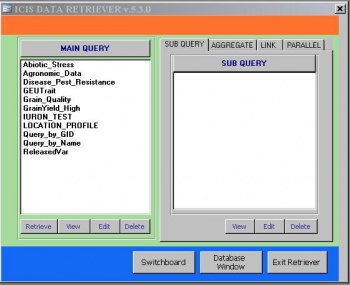 ICIS DATA RETRIEVER v.5.3.0
MAIN QUERY
Abiotic_Stress
Agronomic_Data
Disease_Pest_Resistance
GEUTrait
Grain_Quality
GrainYield_High
IURON_TEST
LOCATION_PROFILE
Query_by_GID
Query_by_Name
ReleasedVar
Retrieve View Edit Delete
SUB QUERY AGGREGATE LINK PARALLEL
SUB QUERY
View Edit Delete
Switchboard Database Window Exit Retriever